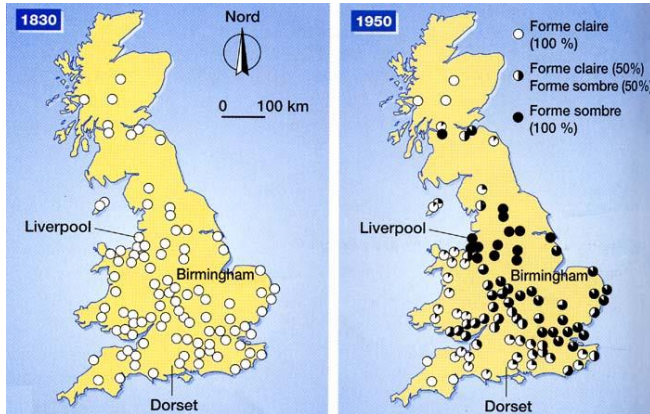 1830
Nord
0 100 km
Liverpool
Birmingham
Dorset
1950
Forme claire
(100 %)
Forme claire (50%)
Forme sombre (50%)
Forme sombre
(100 %)
Liverpool
Birmingham
Dorset